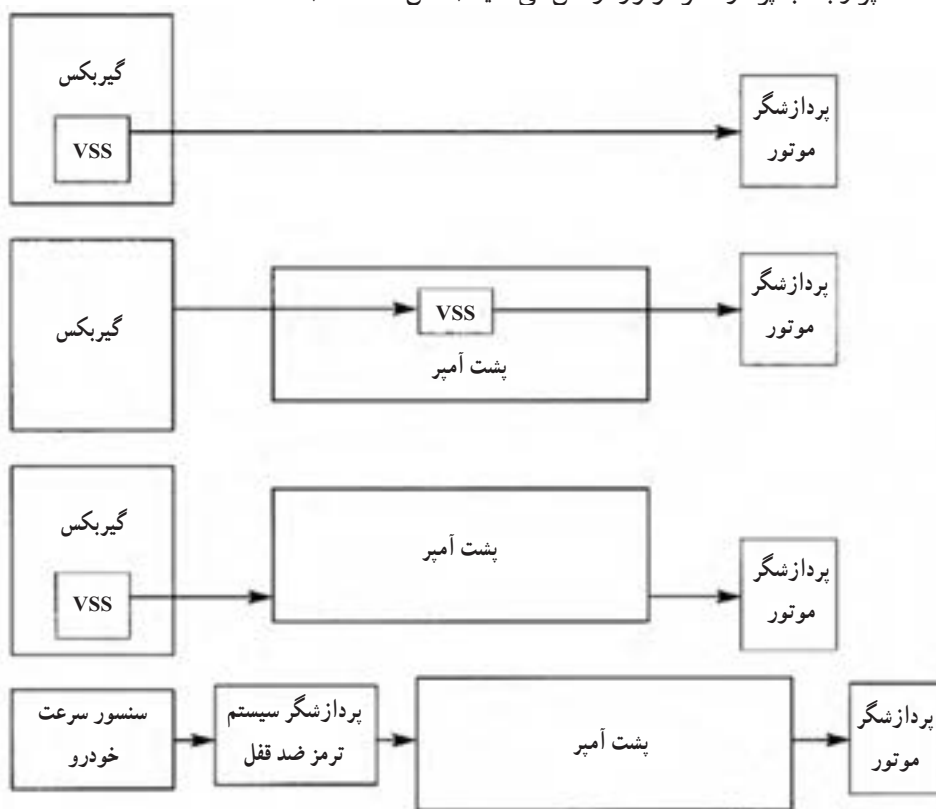 گیربکس
VSS
پردازشگر
موتور
گیربکس
VSS
پشت آمپر
پردازشگر
موتور
گیربکس
VSS
پشت آمپر
پردازشگر
موتور
سنسور سرعت
خودرو
پردازشگر سیستم
ترمز ضد قفل
پشت آمپر
پردازشگر
موتور